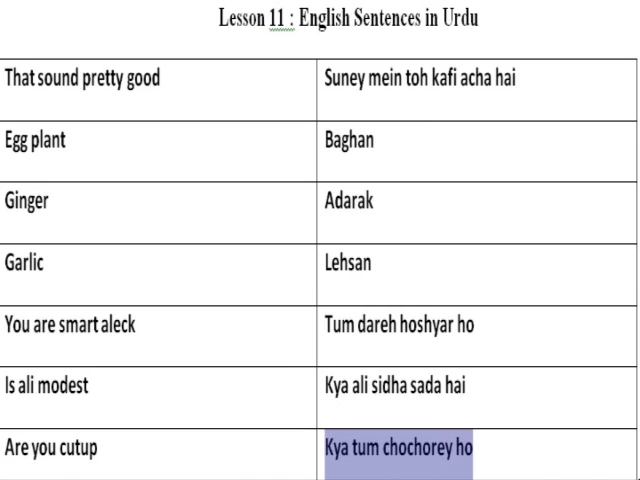 Lesson 11 : English Sentences in Urdu
That sound pretty good Suney mein toh kafi acha hai
Egg plant Baghan
Ginger Adarak
Garlic Lehsan
You are smart aleck Tum dareh hoshyar ho
Is ali modest Kya ali sidha sada hai
Are you cutup Kya tum chochorey ho